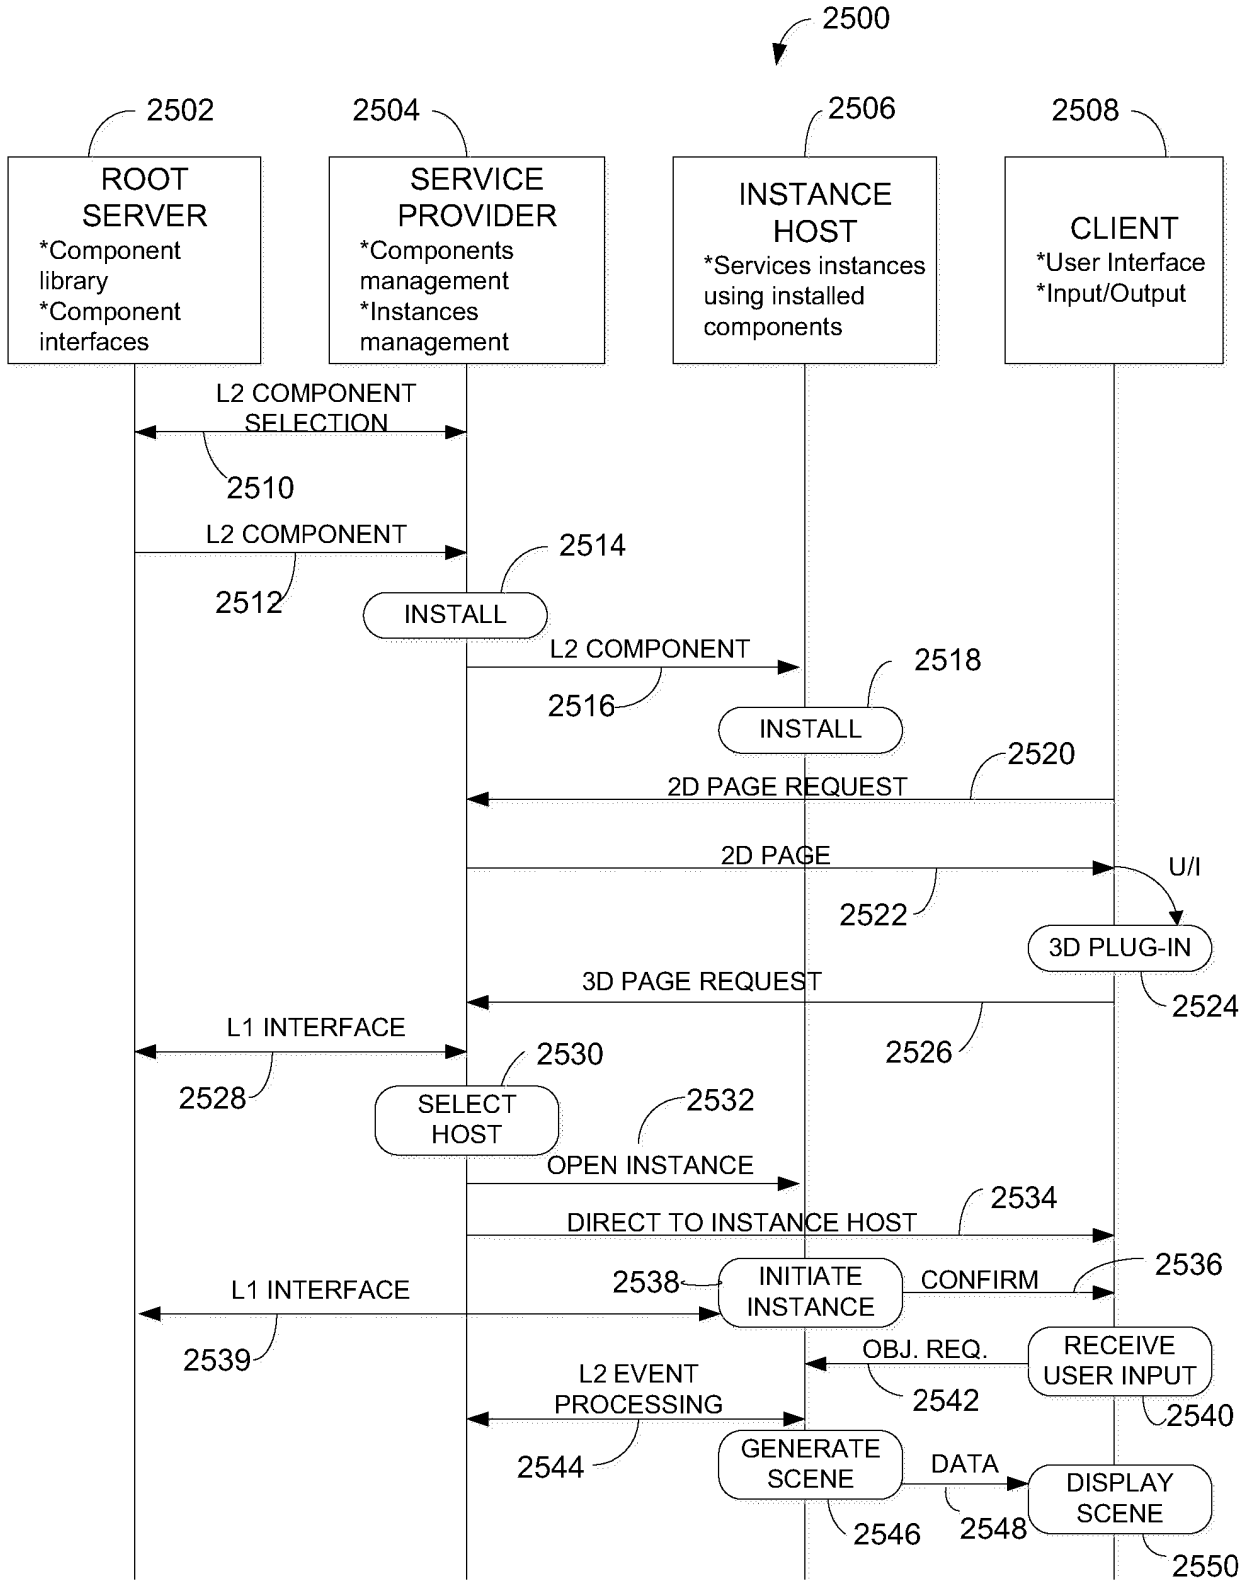 2500
2502
2504
2506
2508
ROOT
SERVER
*Component
library
*Component
interfaces
SERVICE
PROVIDER
*Components
management
*Instances
management
INSTANCE
HOST
*Services instances
using installed
components
CLIENT
*User Interface
*Input/Output
L2 COMPONENT
SELECTION
2510
L2 COMPONENT
2512
2514
INSTALL
L2 COMPONENT
2516
2518
INSTALL
2520
2D PAGE REQUEST
2D PAGE
2522
U/I
3D PLUG-IN
2524
3D PAGE REQUEST
2526
L1 INTERFACE
2528
2530
SELECT
HOST
2532
OPEN INSTANCE
2534
DIRECT TO INSTANCE HOST
2536
2538
INITIATE
INSTANCE
CONFIRM
L1 INTERFACE
2539
OBJ. REQ.
2542
RECEIVE
USER INPUT
2540
L2 EVENT
PROCESSING
2544
GENERATE
SCENE
2546
DATA
2548
DISPLAY
SCENE
2550